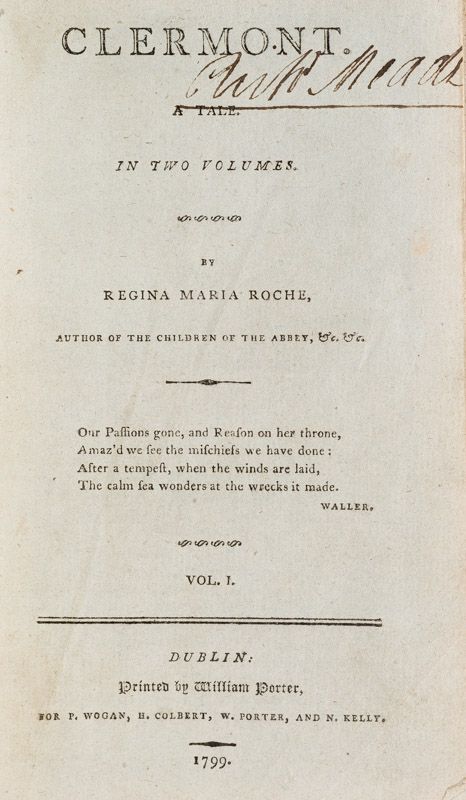 CLERMONT.
A TALE.
IN TWO VOLUMES.
BY
REGINA MARIA ROCHE,
AUTHOR OF THE CHILDREN OF THE ABBEY, &c. &c.
Our Paſſions gone, and Reaſon on her throne,
Amaz'd we ſee the miſchiefs we have done:
After a tempeſt, when the winds are laid,
The calm ſea wonders at the wrecks it made.
WALLER.
VOL. I.
DUBLIN:
Printed by William Porter,
FOR P. WOGAN, H. COLBERT, W. PORTER, AND N. KELLY.
1799.